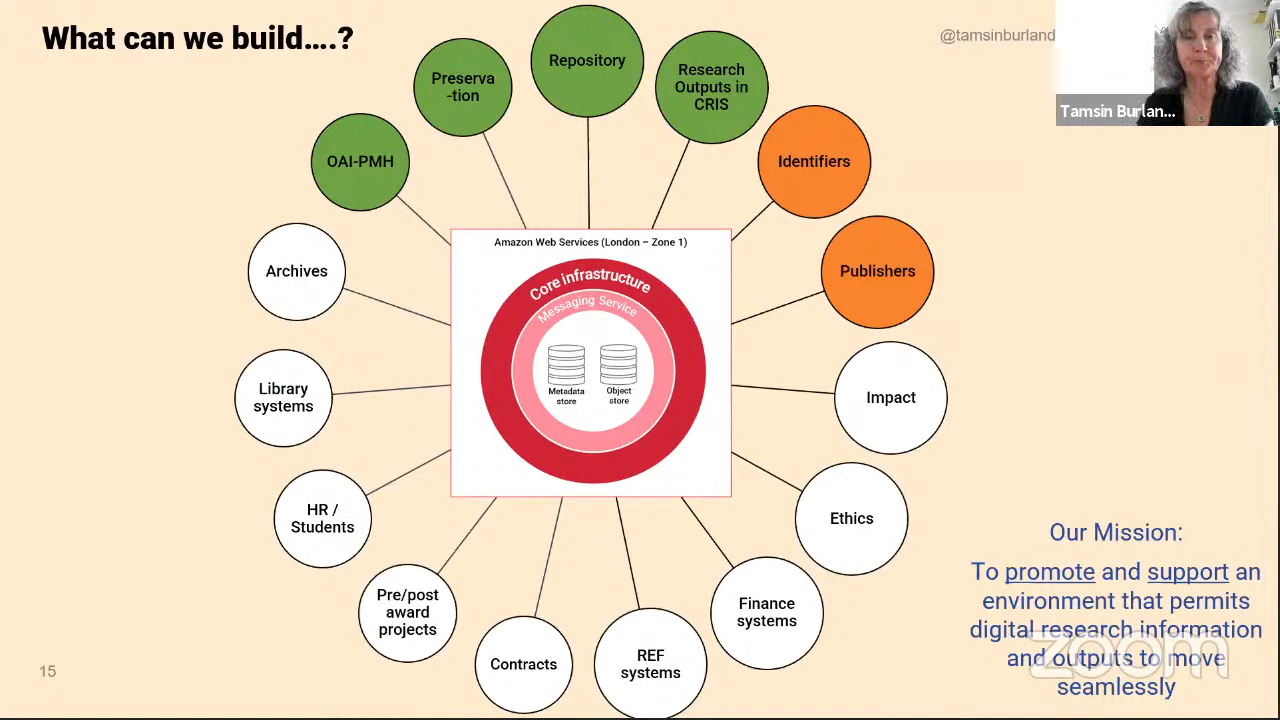 What can we build….?
@tamsinburland
Tamsin Burlan...
Repository
Preserva
-tion
Research
Outputs in
CRIS
OAI-PMH
Identifiers
Archives
Publishers
Library
systems
Impact
HR /
Students
Ethics
Pre/post
award
projects
Contracts
REF
systems
Finance
systems
Amazon Web Services (London – Zone 1)
Core infrastructure
Messaging Service
Metadata
store
Object
store
Our Mission:
To promote and support an
environment that permits
digital research information
and outputs to move
seamlessly
zoom
15